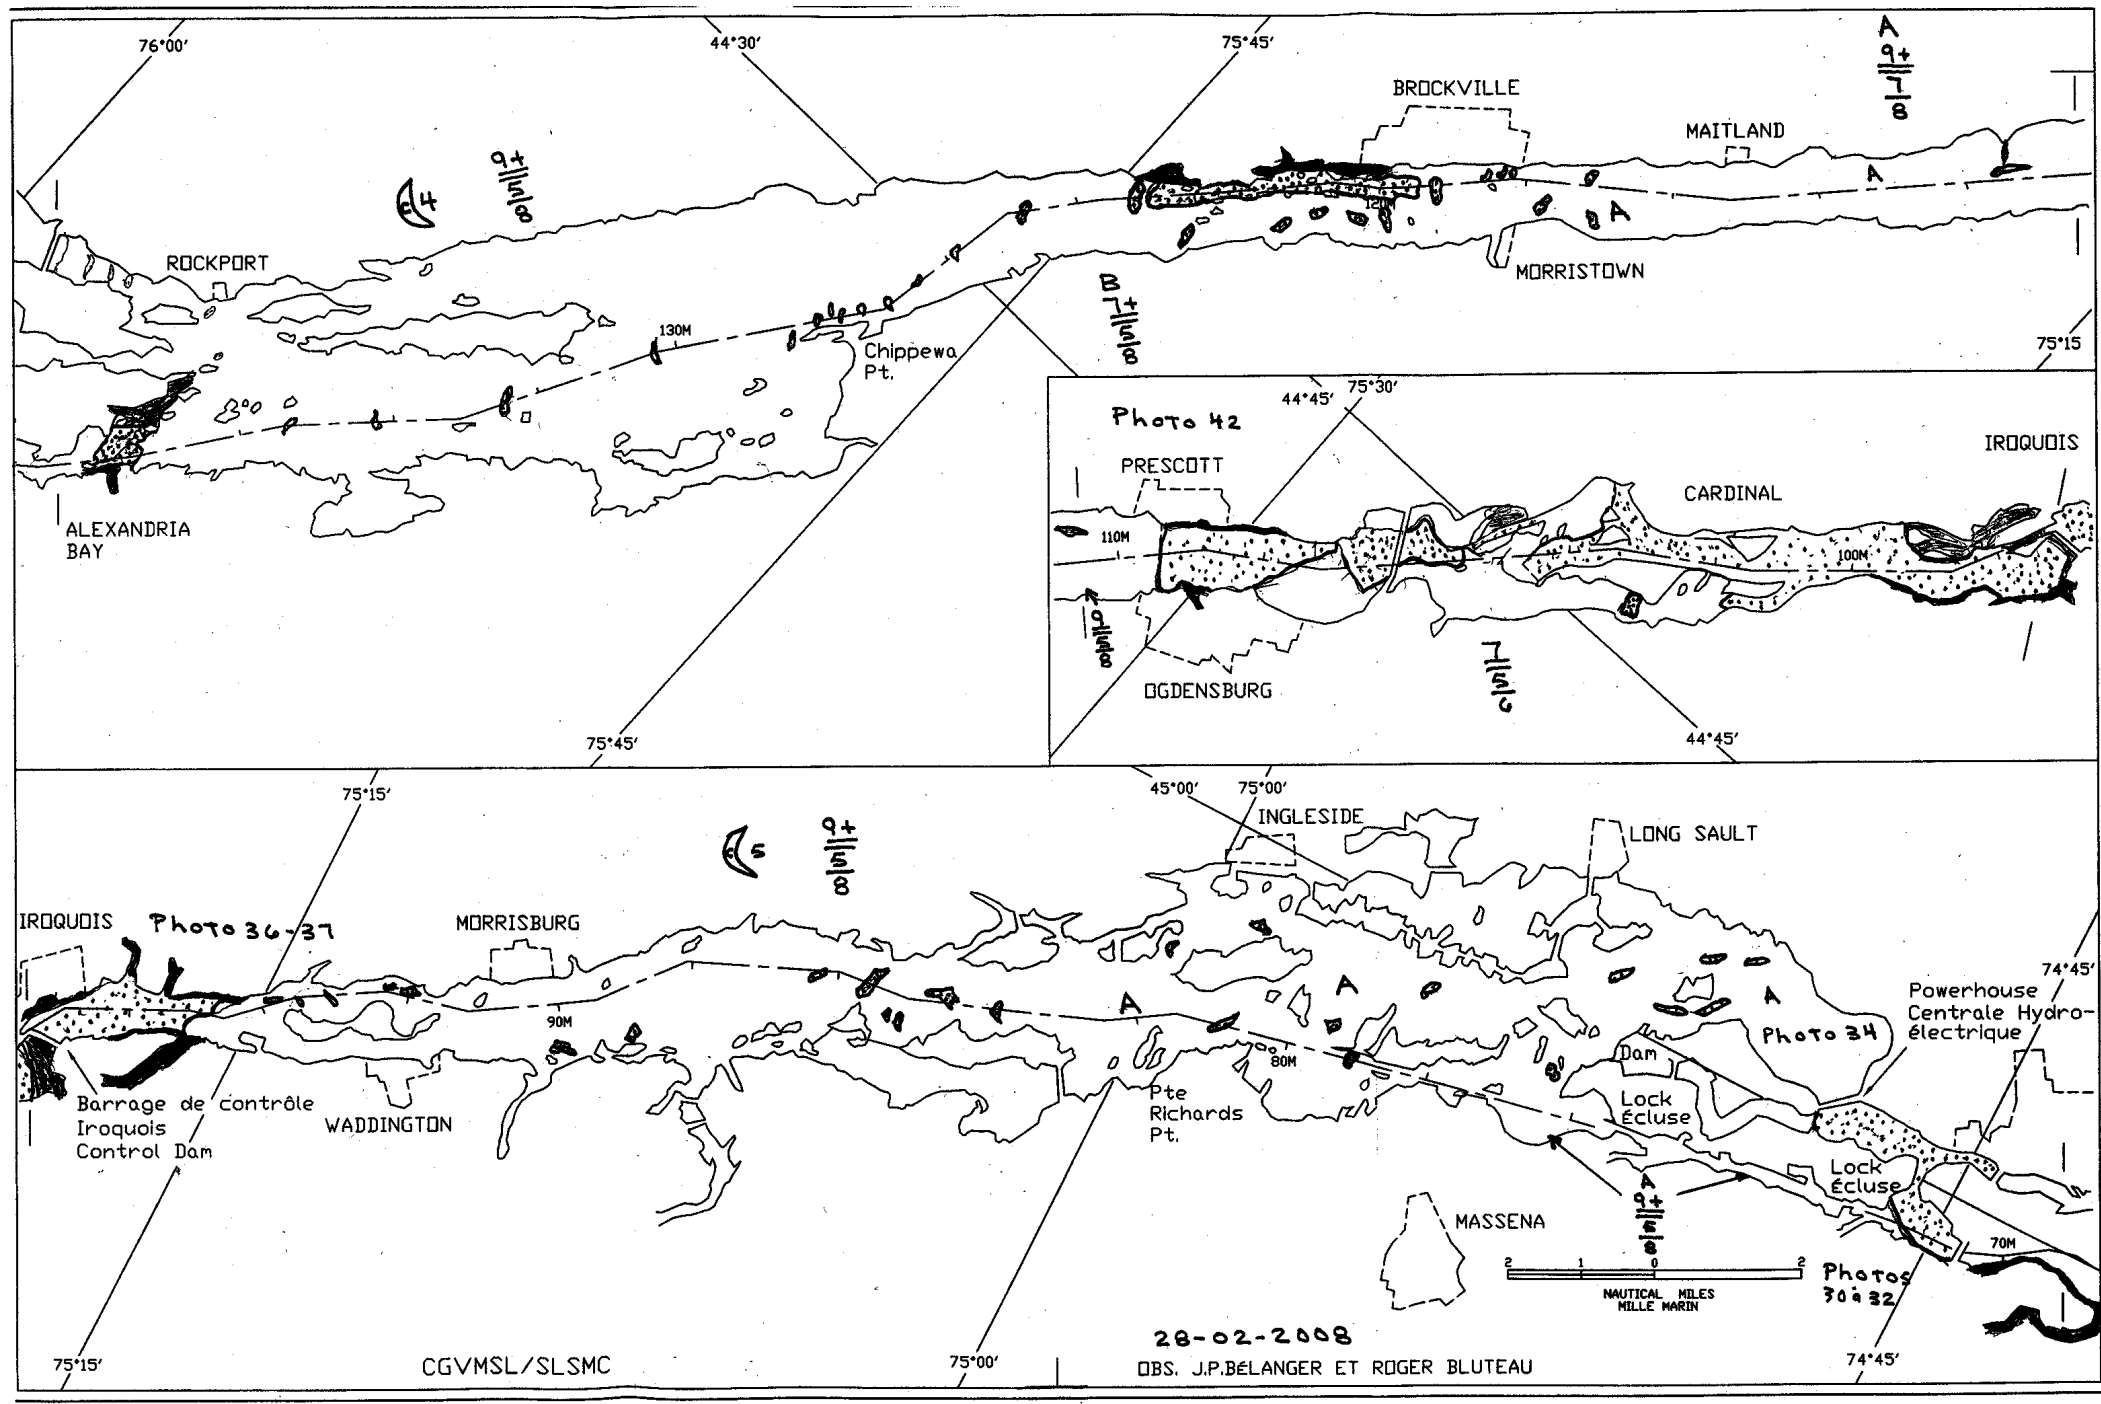 76°00′
44°30′
75°45′
A
9+
7
8
BROCKVILLE
MAITLAND
A
4
9+
5
8
ROCKPORT
120M
A
MORRISTOWN
B
7+
5
8
130M
Chippewa
Pt.
75°15
ALEXANDRIA
BAY
75°45′
Photo 42
44°45′
75°30′
IROQUOIS
PRESCOTT
CARDINAL
110M
100M
9
5
8
OGDENSBURG
7
5
6
44°45′
75°15′
45°00′
75°00′
INGLESIDE
LONG SAULT
5
9+
5
8
IROQUOIS
Photo 36-37
MORRISBURG
74°45′
90M
A
A
A
Photo 34
Powerhouse
Centrale Hydro-
électrique
80M
Dam
Pte
Richards
Pt.
Lock
Écluse
Barrage de contrôle
Iroquois
Control Dam
WADDINGTON
Lock
Écluse
A
9+
5
8
MASSENA
70M
2 1 0 2
NAUTICAL MILES
MILLE MARIN
Photos
30 à 32
28-02-2008
75°15′
CGVMSL/SLSMC
75°00′
OBS. J.P.BÉLANGER ET ROGER BLUTEAU
74°45′